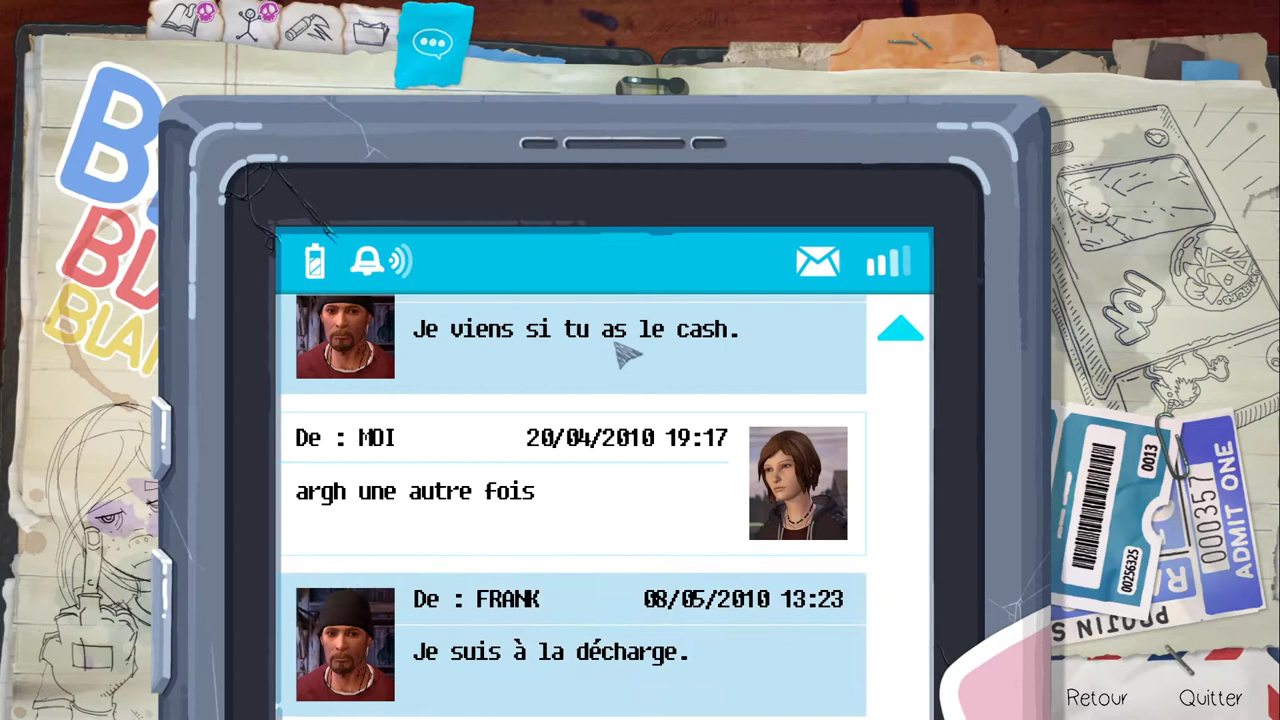 Je viens si tu as le cash.
De : MOI 20/04/2010 19:17
argh une autre fois
De : FRANK 08/05/2010 13:23
Je suis à la décharge.
0013
00256325
000357
ADMIT ONE
Retour Quitter